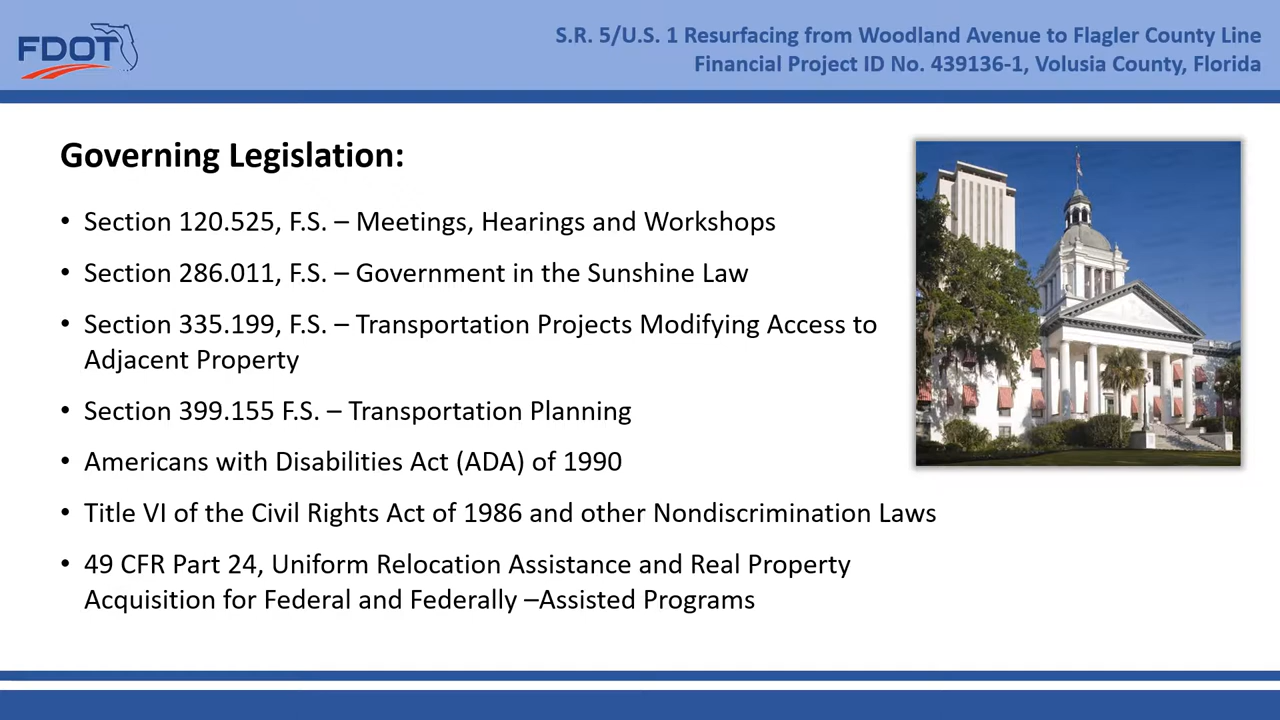 FDOT
S.R. 5/U.S. 1 Resurfacing from Woodland Avenue to Flagler County Line
Financial Project ID No. 439136-1, Volusia County, Florida
Governing Legislation:
• Section 120.525, F.S. – Meetings, Hearings and Workshops
• Section 286.011, F.S. – Government in the Sunshine Law
• Section 335.199, F.S. – Transportation Projects Modifying Access to
Adjacent Property
• Section 399.155 F.S. – Transportation Planning
• Americans with Disabilities Act (ADA) of 1990
• Title VI of the Civil Rights Act of 1986 and other Nondiscrimination Laws
• 49 CFR Part 24, Uniform Relocation Assistance and Real Property
Acquisition for Federal and Federally –Assisted Programs